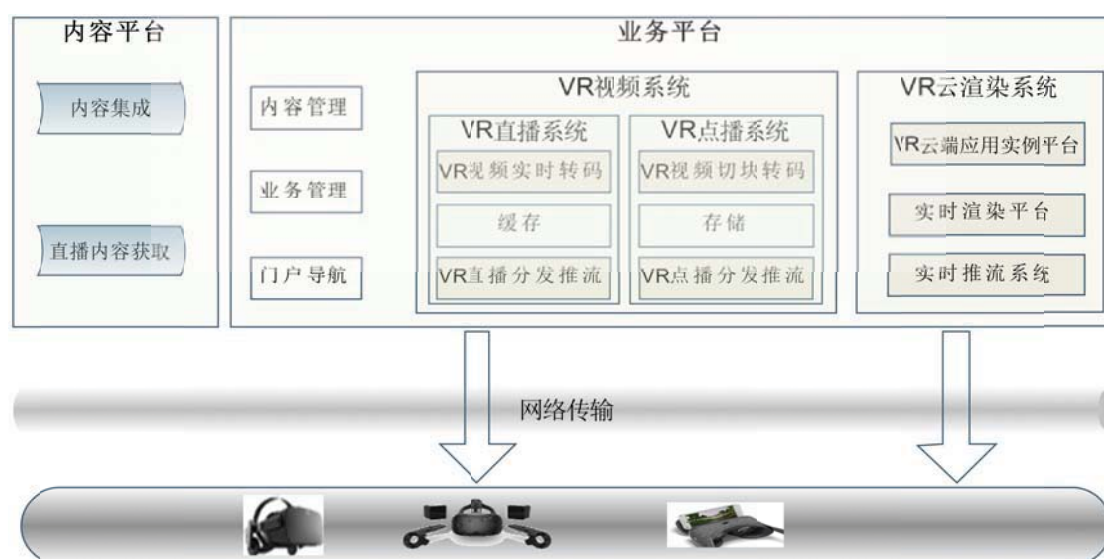 内容平台
内容集成
直播内容获取
业务平台
内容管理
业务管理
门户导航
VR视频系统
VR直播系统
VR视频实时转码
缓存
VR直播分发推流
VR点播系统
VR视频切块转码
存储
VR点播分发推流
VR云渲染系统
VR云端应用实例平台
实时渲染平台
实时推流系统
网络传输